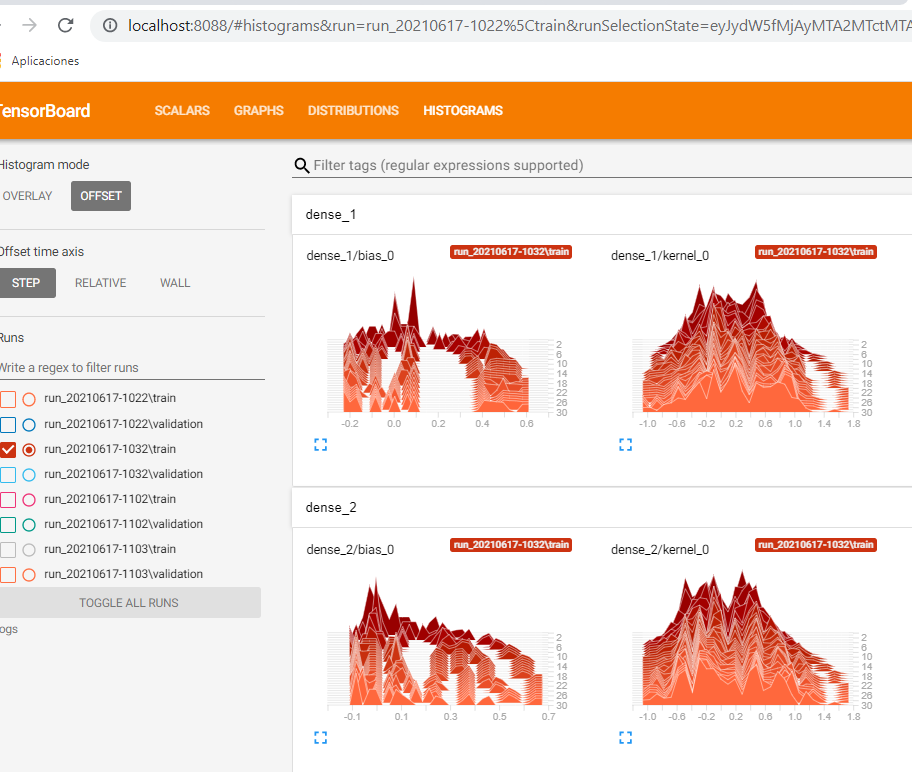 localhost:8088/#histograms&run=run_20210617-1022%5Ctrain&runSelectionState=eyJydW5fMjAyMTA2MTctMTA
Aplicaciones
TensorBoard SCALARS GRAPHS DISTRIBUTIONS HISTOGRAMS
Histogram mode
OVERLAY OFFSET
Offset time axis
STEP RELATIVE WALL
Runs
Write a regex to filter runs
run_20210617-1022\train
run_20210617-1022\validation
run_20210617-1032\train
run_20210617-1032\validation
run_20210617-1102\train
run_20210617-1102\validation
run_20210617-1103\train
run_20210617-1103\validation
TOGGLE ALL RUNS
ogs
Filter tags (regular expressions supported)
dense_1
dense_1/bias_0 run_20210617-1032\train
2
6
10
14
18
22
26
30
-0.2 0.0 0.2 0.4 0.6
dense_1/kernel_0 run_20210617-1032\train
2
6
10
14
18
22
26
30
-1.0 -0.6 -0.2 0.2 0.6 1.0 1.4 1.8
dense_2
dense_2/bias_0 run_20210617-1032\train
2
6
10
14
18
22
26
30
-0.1 0.1 0.3 0.5 0.7
dense_2/kernel_0 run_20210617-1032\train
2
6
10
14
18
22
26
30
-1.0 -0.6 -0.2 0.2 0.6 1.0 1.4 1.8